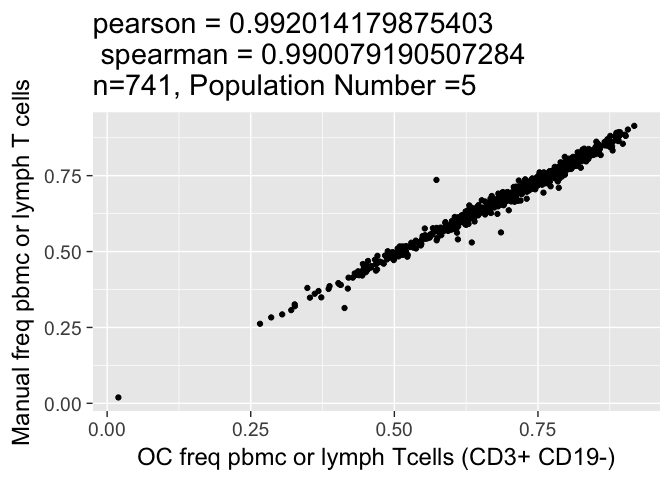 pearson = 0.992014179875403
spearman = 0.990079190507284
n=741, Population Number =5
Manual freq pbmc or lymph T cells
0.75
0.50
0.25
0.00
0.00 0.25 0.50 0.75
OC freq pbmc or lymph Tcells (CD3+ CD19-)